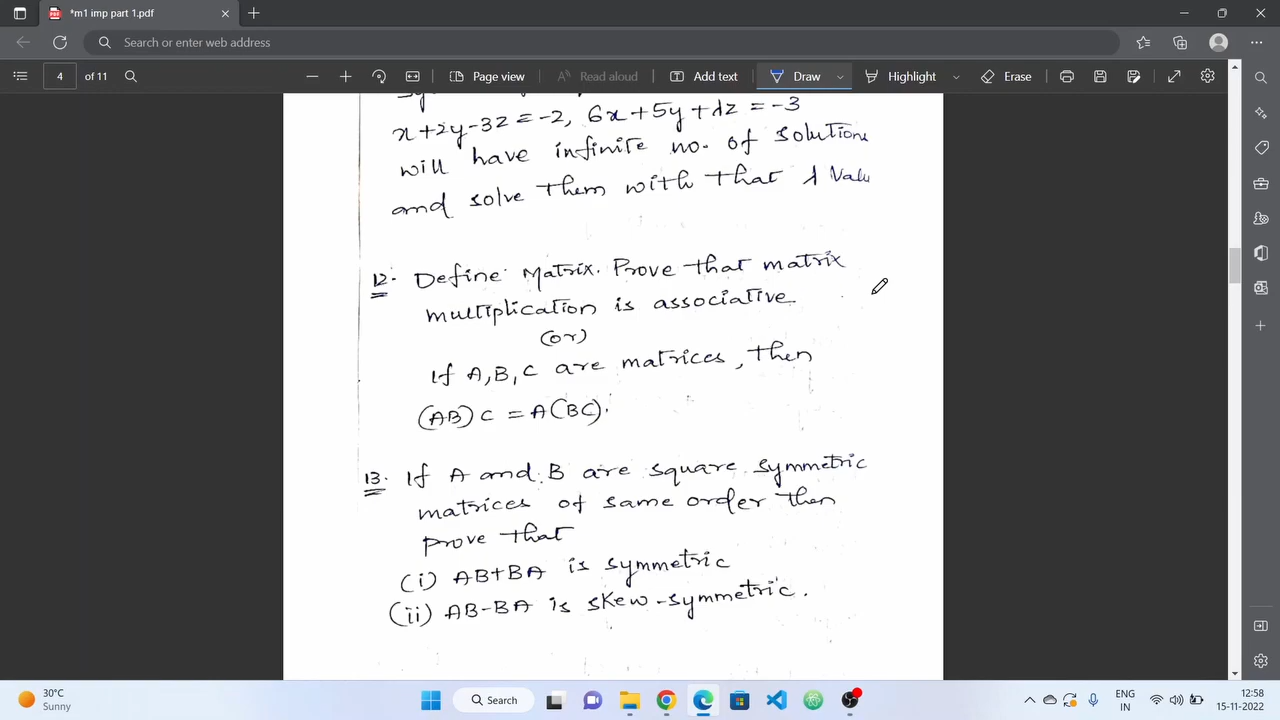 *m1 imp part 1.pdf
Search or enter web address
4 of 11
Page view
Read aloud
Add text
Draw
Highlight
Erase
x+2y-3z=-2, 6x+5y+λz=-3
will have infinite no. of solution
and solve them with that λ Valu
12. Define Matrix. Prove that matrix
multiplication is associative
(or)
If A,B,C are matrices, then
(AB)C = A(BC).
13. If A and B are square symmetric
matrices of same order then
prove that
(i) AB+BA is symmetric
(ii) AB-BA is skew-symmetric.
30°C
Sunny
Search
ENG
IN
12:58
15-11-2022